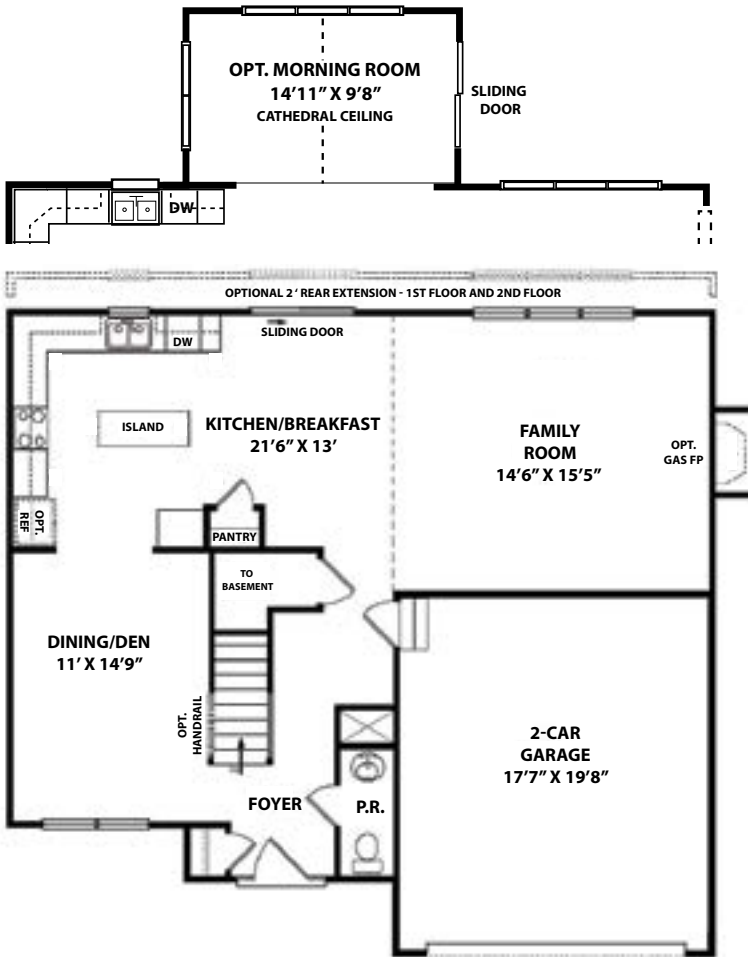 OPT. MORNING ROOM
14'11" X 9'8"
CATHEDRAL CEILING
SLIDING
DOOR
DW
OPTIONAL 2' REAR EXTENSION - 1ST FLOOR AND 2ND FLOOR
SLIDING DOOR
DW
ISLAND
KITCHEN/BREAKFAST
21'6" X 13'
FAMILY
ROOM
14'6" X 15'5"
OPT.
GAS FP
OPT.
REF
PANTRY
TO
BASEMENT
DINING/DEN
11' X 14'9"
OPT.
HANDRAIL
2-CAR
GARAGE
17'7" X 19'8"
FOYER
P.R.